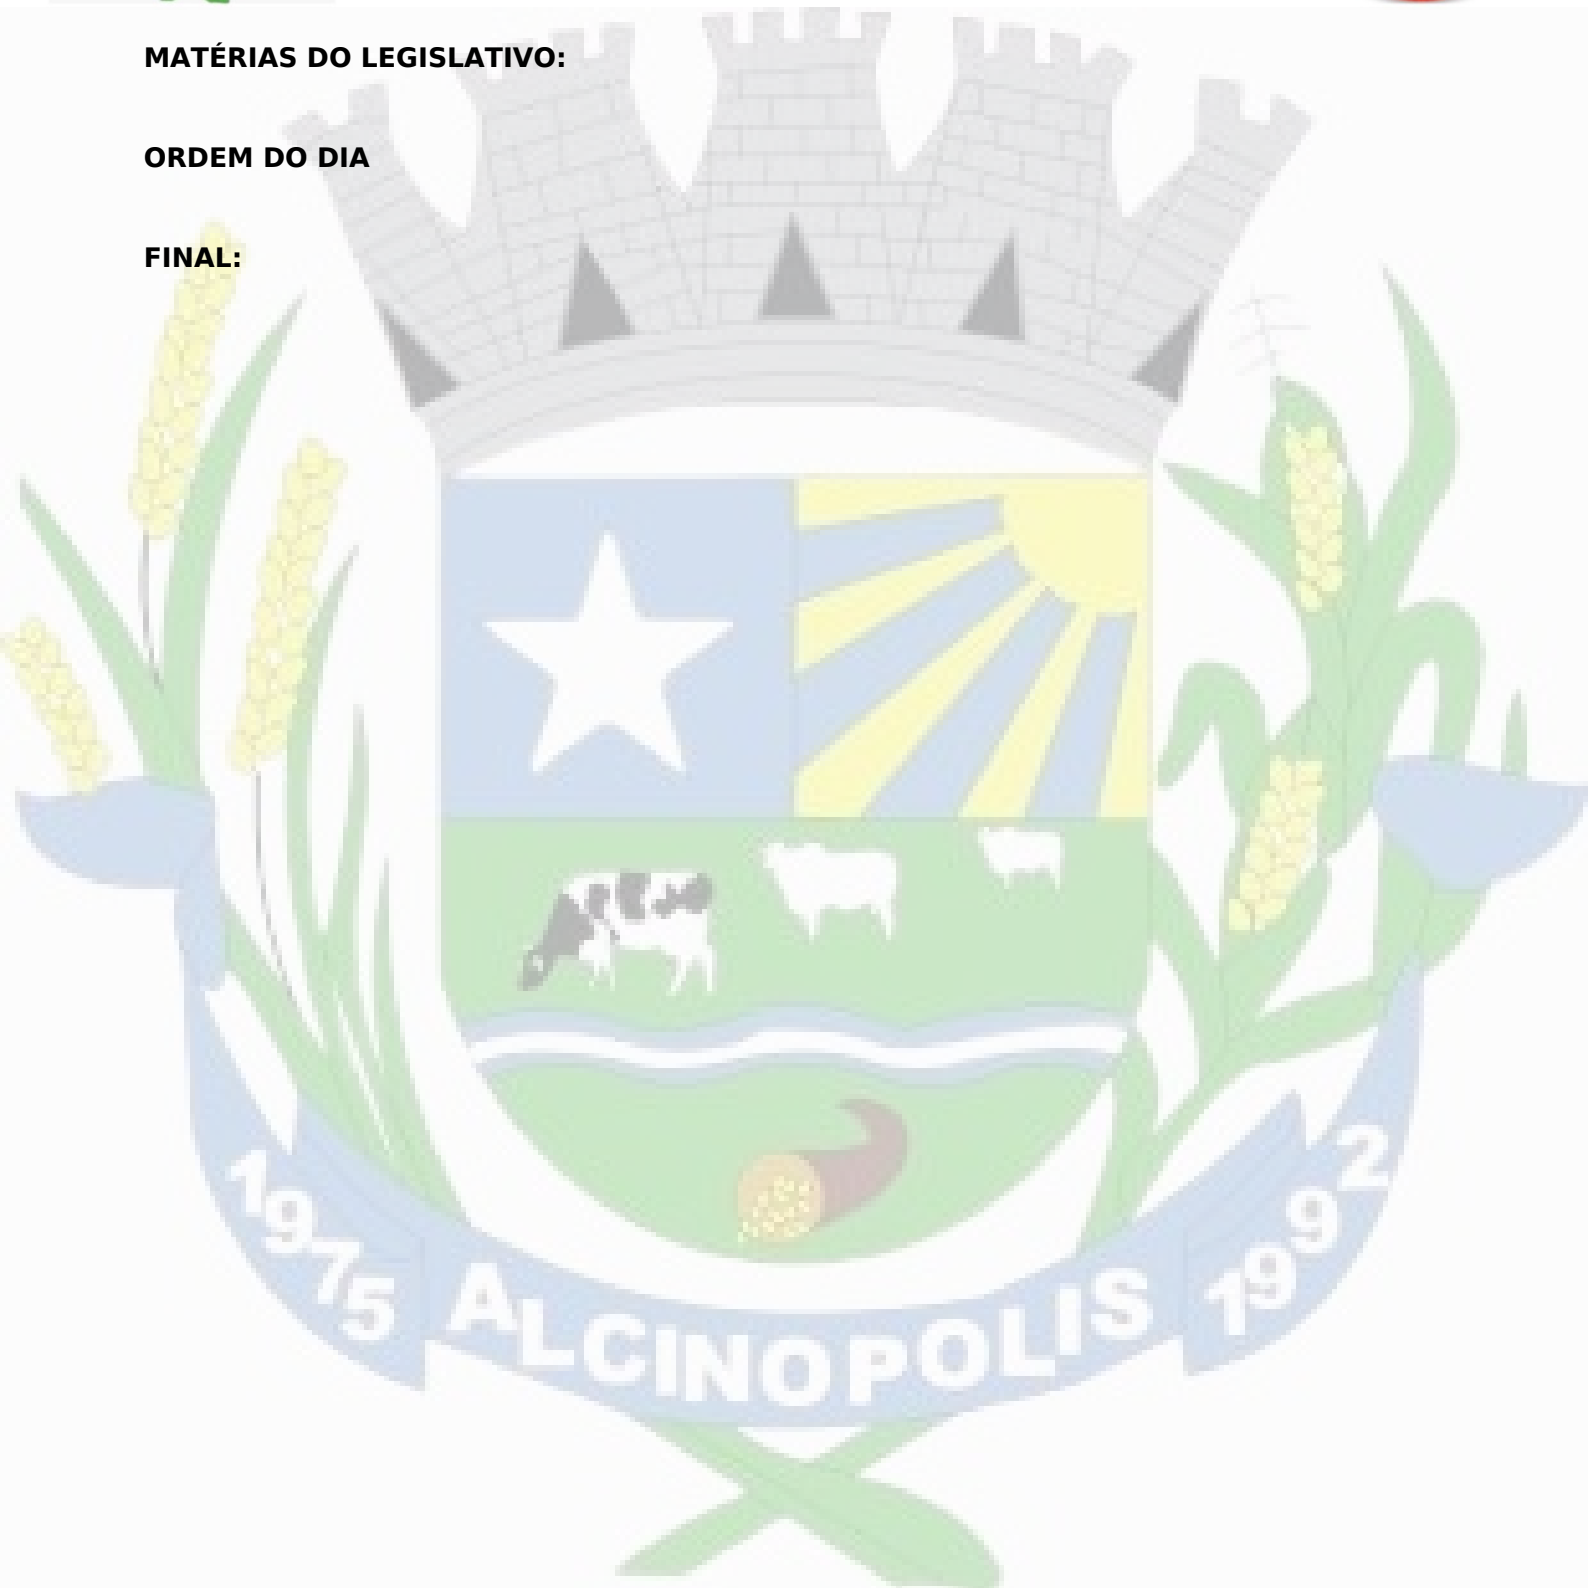 MATÉRIAS DO LEGISLATIVO:
ORDEM DO DIA
FINAL:
1975 ALCINOPOLIS 1992